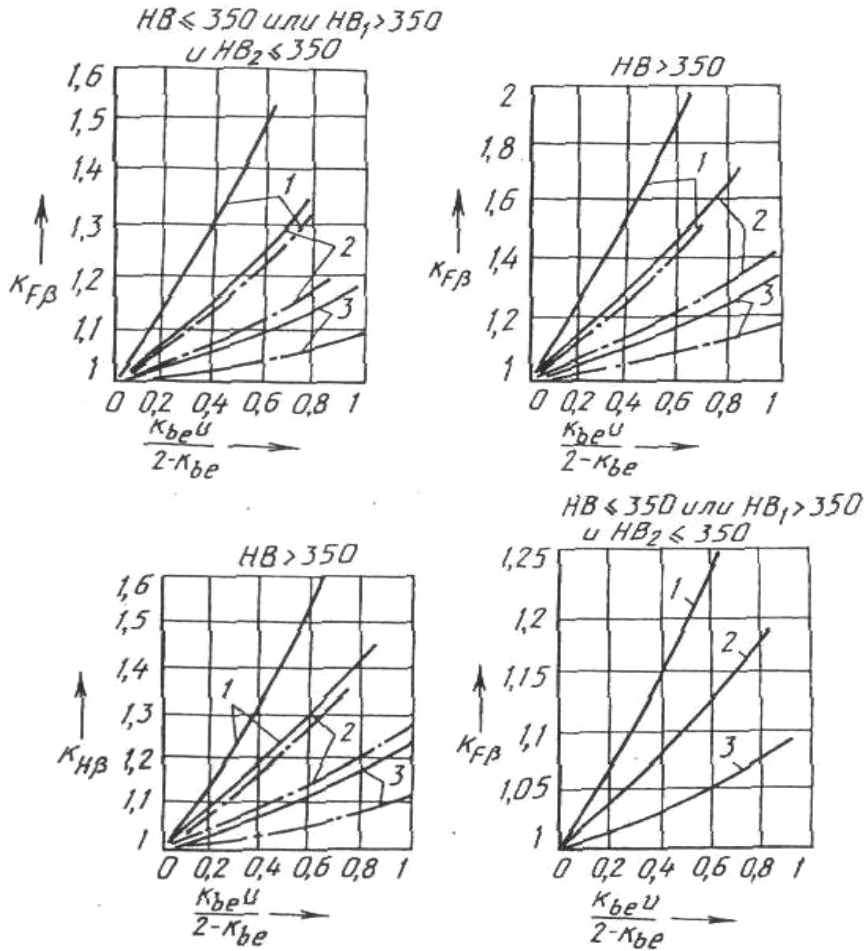 HB ≤ 350 или HB₁ > 350
и HB₂ ≤ 350
1,6
1,5
1,4
1,3
1,2
1,1
1
K_Fβ
1
2
3
0 0,2 0,4 0,6 0,8 1
K_be u
2-K_be
HB > 350
2
1,8
1,6
1,4
1,2
1
K_Fβ
1
2
3
0 0,2 0,4 0,6 0,8 1
K_be u
2-K_be
HB > 350
1,6
1,5
1,4
1,3
1,2
1,1
1
K_Hβ
1
2
3
0 0,2 0,4 0,6 0,8 1
K_be u
2-K_be
HB ≤ 350 или HB₁ > 350
и HB₂ ≤ 350
1,25
1,2
1,15
1,1
1,05
1
K_Fβ
1
2
3
0 0,2 0,4 0,6 0,8 1
K_be u
2-K_be